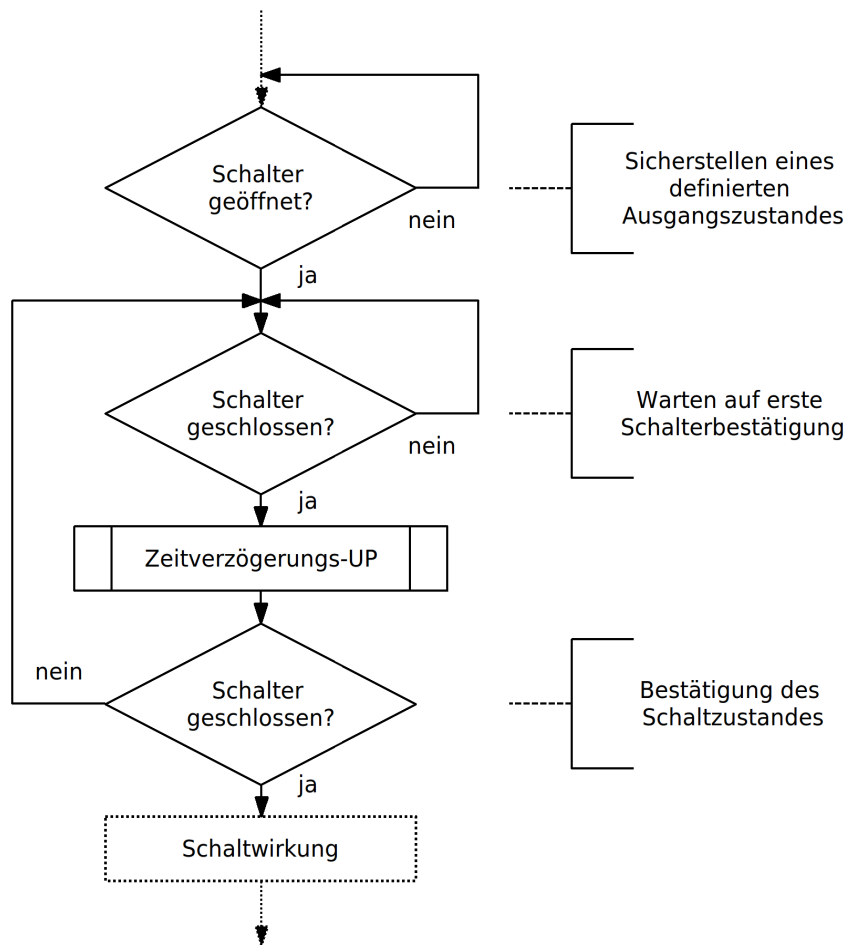 Schalter
geöffnet?
nein
ja
Sicherstellen eines
definierten
Ausgangszustandes
Schalter
geschlossen?
nein
ja
Warten auf erste
Schalterbestätigung
Zeitverzögerungs-UP
nein
Schalter
geschlossen?
ja
Bestätigung des
Schaltzustandes
Schaltwirkung